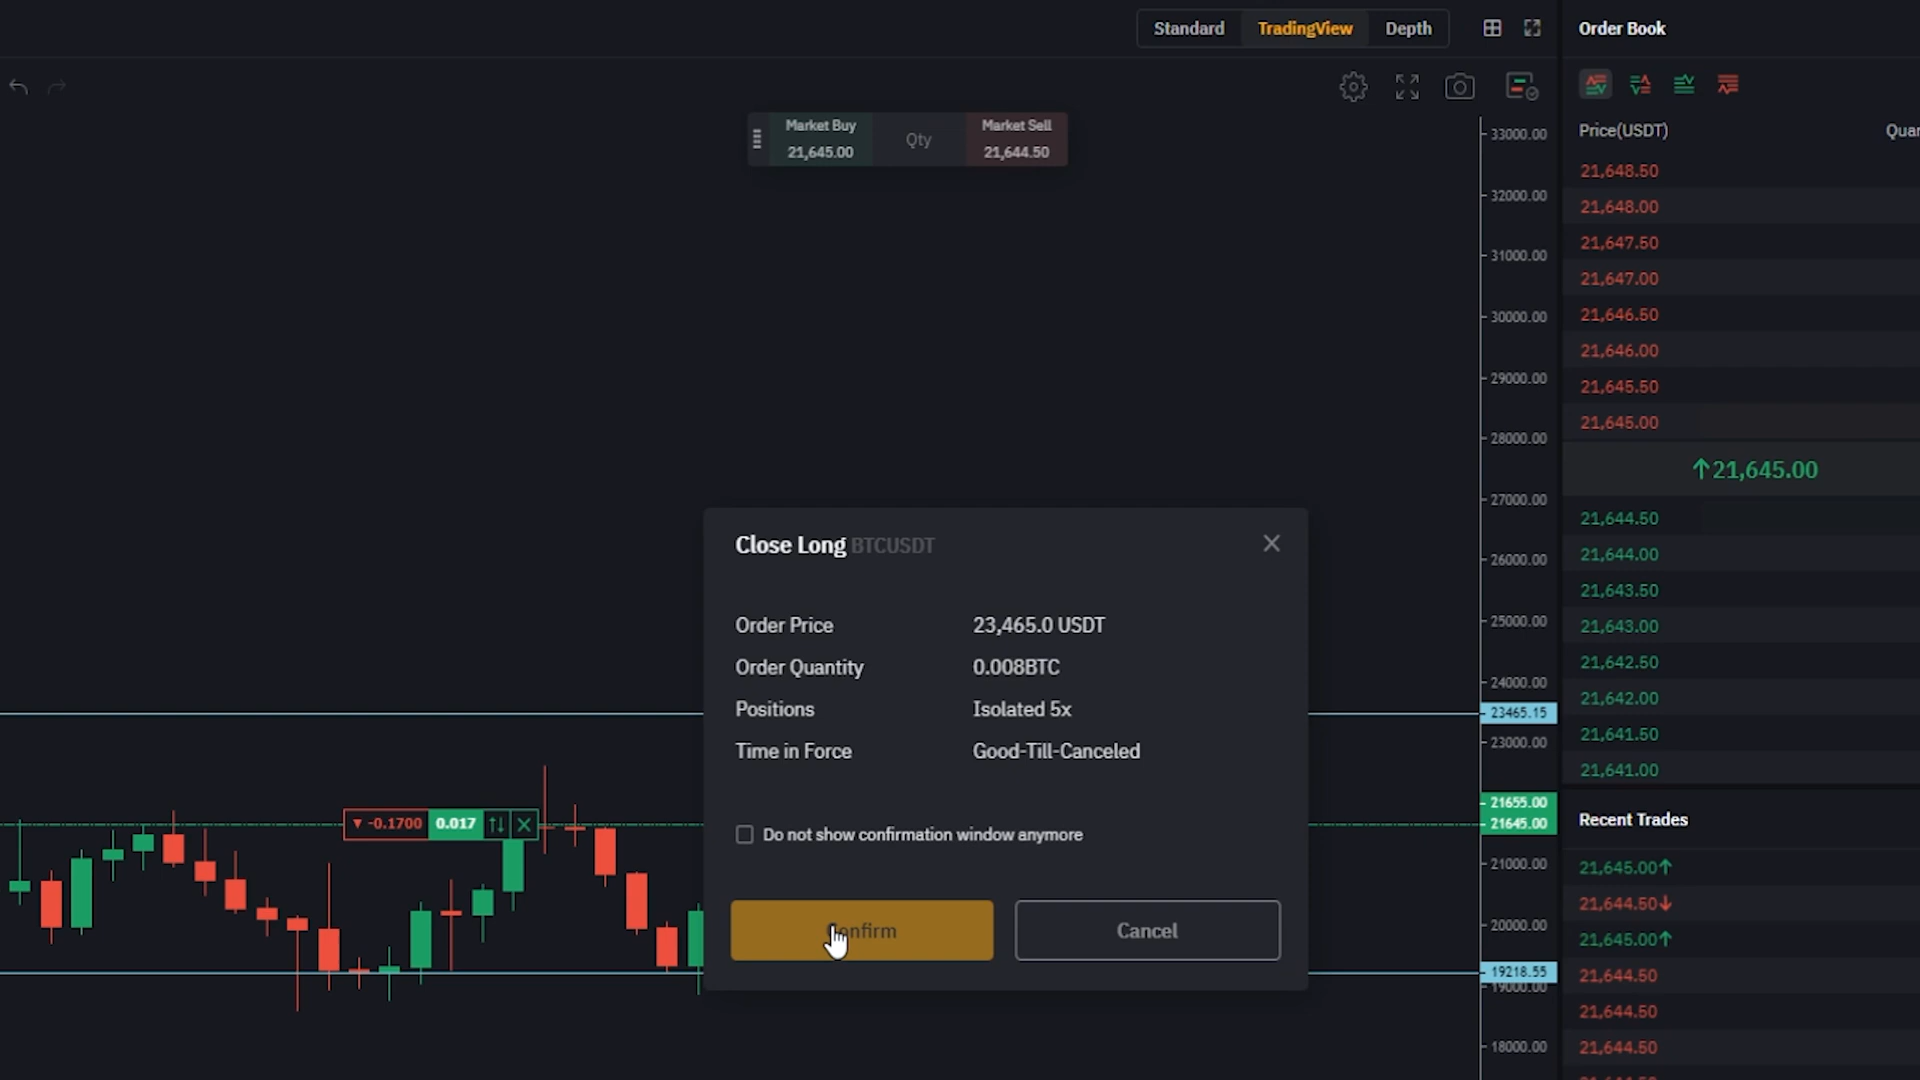 Standard TradingView Depth
Order Book
Market Buy
21,645.00
Qty
Market Sell
21,644.50
Price(USDT) Quan
21,648.50
21,648.00
21,647.50
21,647.00
21,646.50
21,646.00
21,645.50
21,645.00
↑21,645.00
21,644.50
21,644.00
21,643.50
21,643.00
21,642.50
21,642.00
21,641.50
21,641.00
Recent Trades
21,645.00↑
21,644.50↓
21,645.00↑
21,644.50
21,644.50
21,644.50
33000.00
32000.00
31000.00
30000.00
29000.00
28000.00
27000.00
26000.00
25000.00
24000.00
23465.15
23000.00
21655.00
21645.00
21000.00
20000.00
19218.55
19000.00
18000.00
Close Long BTCUSDT
Order Price 23,465.0 USDT
Order Quantity 0.008BTC
Positions Isolated 5x
Time in Force Good-Till-Canceled
Do not show confirmation window anymore
Confirm Cancel
▼ -0.1700 0.017